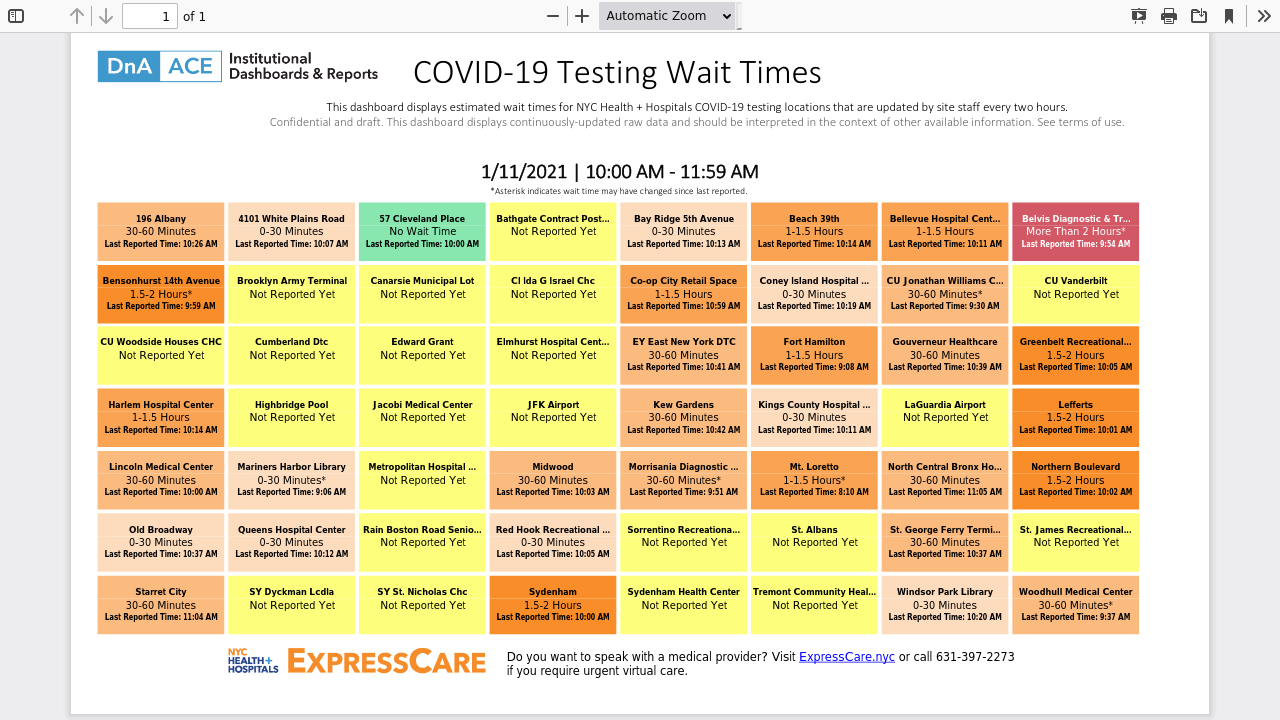 1
of 1
Automatic Zoom
DnA ACE
Institutional
Dashboards & Reports
COVID-19 Testing Wait Times
This dashboard displays estimated wait times for NYC Health + Hospitals COVID-19 testing locations that are updated by site staff every two hours.
Confidential and draft. This dashboard displays continuously-updated raw data and should be interpreted in the context of other available information. See terms of use.
1/11/2021 | 10:00 AM - 11:59 AM
*Asterisk indicates wait time may have changed since last reported.
196 Albany
30-60 Minutes
Last Reported Time: 10:26 AM
4101 White Plains Road
0-30 Minutes
Last Reported Time: 10:07 AM
57 Cleveland Place
No Wait Time
Last Reported Time: 10:00 AM
Bathgate Contract Post...
Not Reported Yet
Bay Ridge 5th Avenue
0-30 Minutes
Last Reported Time: 10:13 AM
Beach 39th
1-1.5 Hours
Last Reported Time: 10:14 AM
Bellevue Hospital Cent...
1-1.5 Hours
Last Reported Time: 10:11 AM
Belvis Diagnostic & Tr...
More Than 2 Hours*
Last Reported Time: 9:54 AM
Bensonhurst 14th Avenue
1.5-2 Hours*
Last Reported Time: 9:59 AM
Brooklyn Army Terminal
Not Reported Yet
Canarsie Municipal Lot
Not Reported Yet
Cl Ida G Israel Chc
Not Reported Yet
Co-op City Retail Space
1-1.5 Hours
Last Reported Time: 10:59 AM
Coney Island Hospital ...
0-30 Minutes
Last Reported Time: 10:19 AM
CU Jonathan Williams C...
30-60 Minutes*
Last Reported Time: 9:30 AM
CU Vanderbilt
Not Reported Yet
CU Woodside Houses CHC
Not Reported Yet
Cumberland Dtc
Not Reported Yet
Edward Grant
Not Reported Yet
Elmhurst Hospital Cent...
Not Reported Yet
EY East New York DTC
30-60 Minutes
Last Reported Time: 10:41 AM
Fort Hamilton
1-1.5 Hours
Last Reported Time: 9:08 AM
Gouverneur Healthcare
30-60 Minutes
Last Reported Time: 10:39 AM
Greenbelt Recreational...
1.5-2 Hours
Last Reported Time: 10:05 AM
Harlem Hospital Center
1-1.5 Hours
Last Reported Time: 10:14 AM
Highbridge Pool
Not Reported Yet
Jacobi Medical Center
Not Reported Yet
JFK Airport
Not Reported Yet
Kew Gardens
30-60 Minutes
Last Reported Time: 10:42 AM
Kings County Hospital ...
0-30 Minutes
Last Reported Time: 10:11 AM
LaGuardia Airport
Not Reported Yet
Lefferts
1.5-2 Hours
Last Reported Time: 10:01 AM
Lincoln Medical Center
30-60 Minutes
Last Reported Time: 10:00 AM
Mariners Harbor Library
0-30 Minutes*
Last Reported Time: 9:06 AM
Metropolitan Hospital ...
Not Reported Yet
Midwood
30-60 Minutes
Last Reported Time: 10:03 AM
Morrisania Diagnostic ...
30-60 Minutes*
Last Reported Time: 9:51 AM
Mt. Loretto
1-1.5 Hours*
Last Reported Time: 8:10 AM
North Central Bronx Ho...
30-60 Minutes
Last Reported Time: 11:05 AM
Northern Boulevard
1.5-2 Hours
Last Reported Time: 10:02 AM
Old Broadway
0-30 Minutes
Last Reported Time: 10:37 AM
Queens Hospital Center
0-30 Minutes
Last Reported Time: 10:12 AM
Rain Boston Road Senio...
Not Reported Yet
Red Hook Recreational ...
0-30 Minutes
Last Reported Time: 10:05 AM
Sorrentino Recreationa...
Not Reported Yet
St. Albans
Not Reported Yet
St. George Ferry Termi...
30-60 Minutes
Last Reported Time: 10:37 AM
St. James Recreational...
Not Reported Yet
Starret City
30-60 Minutes
Last Reported Time: 11:04 AM
SY Dyckman Lcdla
Not Reported Yet
SY St. Nicholas Chc
Not Reported Yet
Sydenham
1.5-2 Hours
Last Reported Time: 10:00 AM
Sydenham Health Center
Not Reported Yet
Tremont Community Heal...
Not Reported Yet
Windsor Park Library
0-30 Minutes
Last Reported Time: 10:20 AM
Woodhull Medical Center
30-60 Minutes*
Last Reported Time: 9:37 AM
NYC
HEALTH+
HOSPITALS
EXPRESSCARE
Do you want to speak with a medical provider? Visit ExpressCare.nyc or call 631-397-2273
if you require urgent virtual care.